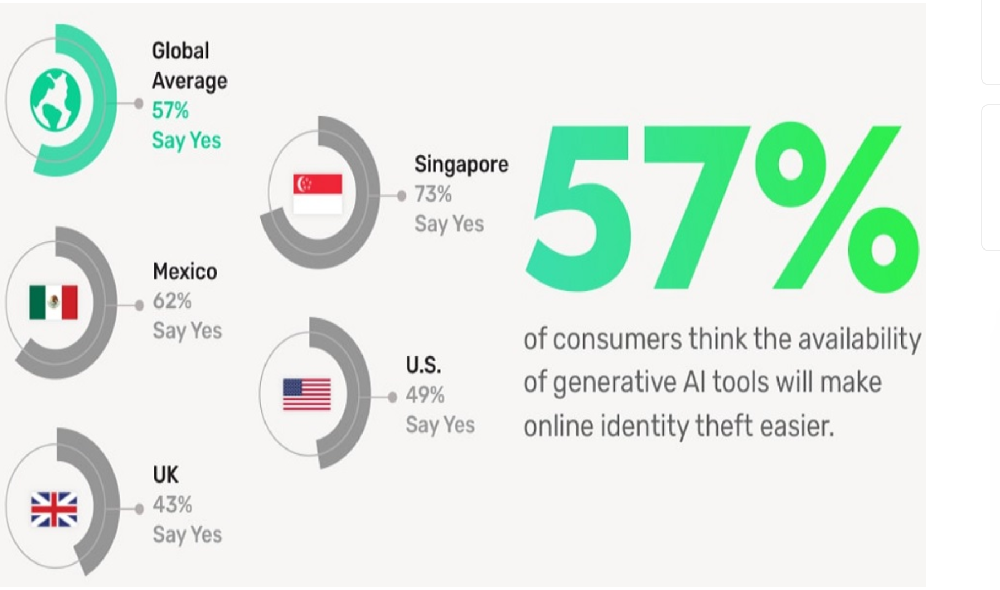 Global
Average
57%
Say Yes
Singapore
73%
Say Yes
Mexico
62%
Say Yes
U.S.
49%
Say Yes
UK
43%
Say Yes
57%
of consumers think the availability
of generative AI tools will make
online identity theft easier.